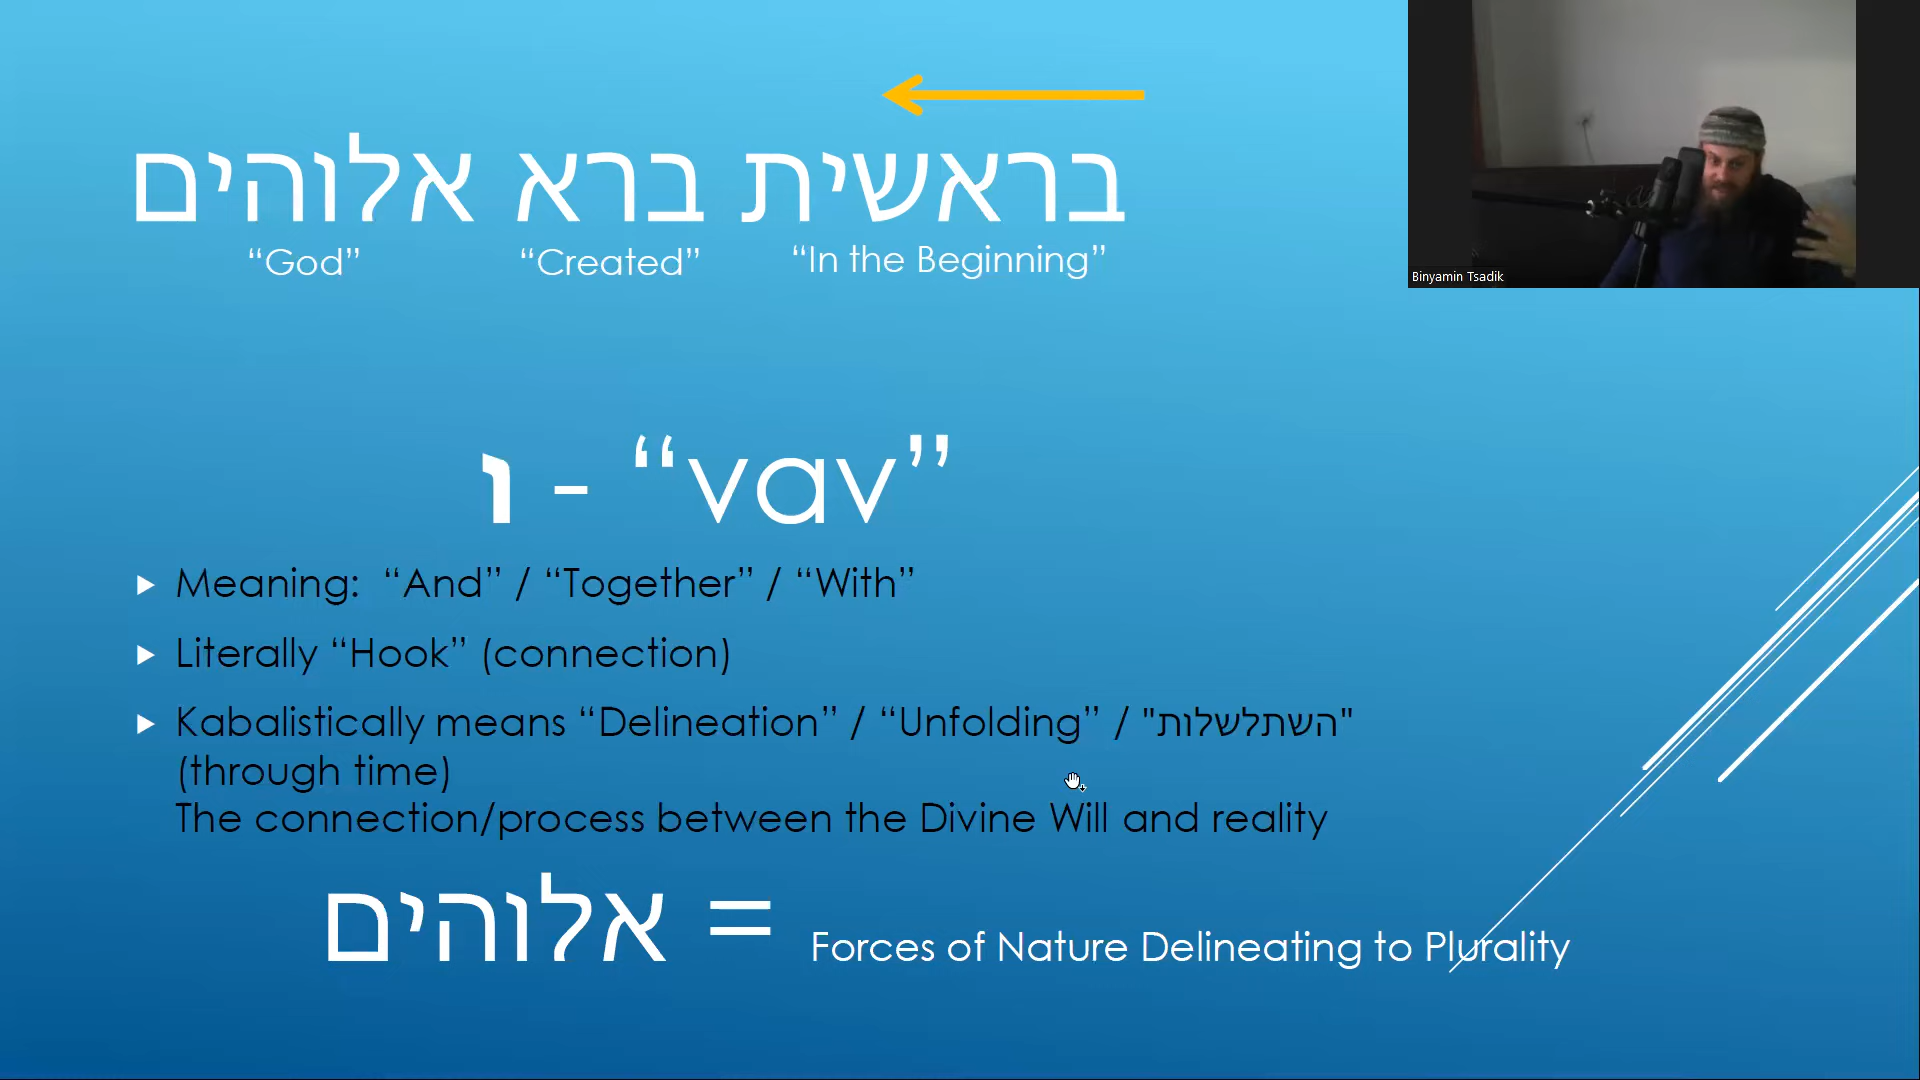 בראשית ברא אלוהים
“In the Beginning” “Created” “God”
Binyamin Tsadik
ו - “vav”
Meaning: “And” / “Together” / “With”
Literally “Hook” (connection)
Kabalistically means “Delineation” / “Unfolding” / "השתלשלות"
(through time)
The connection/process between the Divine Will and reality
אלוהים = Forces of Nature Delineating to Plurality